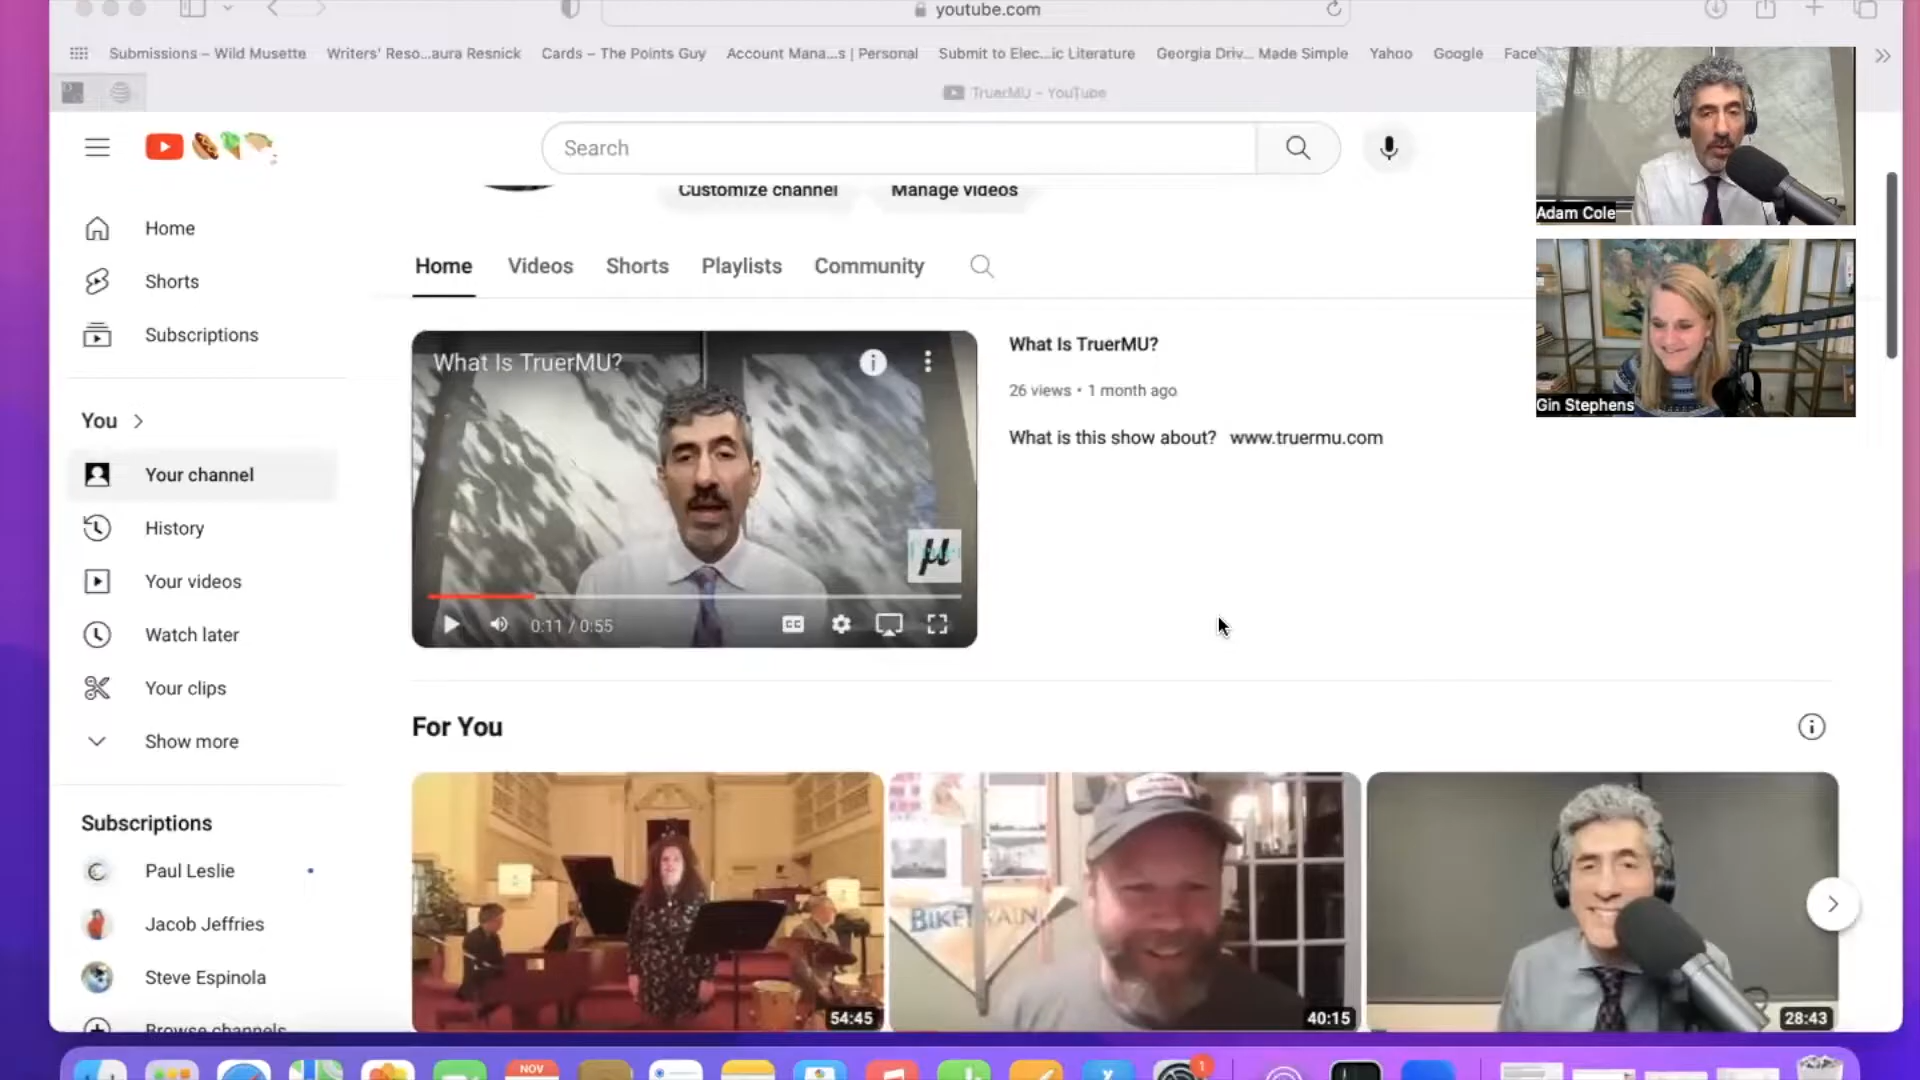 youtube.com
Submissions – Wild Musette
Writers' Reso...aura Resnick
Cards – The Points Guy
Account Mana...s | Personal
Submit to Elec...ic Literature
Georgia Driv... Made Simple
Yahoo
Google
Face
TruerMU – YouTube
Search
Customize channel
Manage videos
Adam Cole
Home
Shorts
Subscriptions
Home
Videos
Shorts
Playlists
Community
Gin Stephens
What Is TruerMU?
What Is TruerMU?
26 views • 1 month ago
What is this show about? www.truermu.com
μ
0:11 / 0:55
CC
You
Your channel
History
Your videos
Watch later
Your clips
Show more
For You
Subscriptions
Paul Leslie
Jacob Jeffries
Steve Espinola
Browse channels
54:45
40:15
28:43
NOV
1